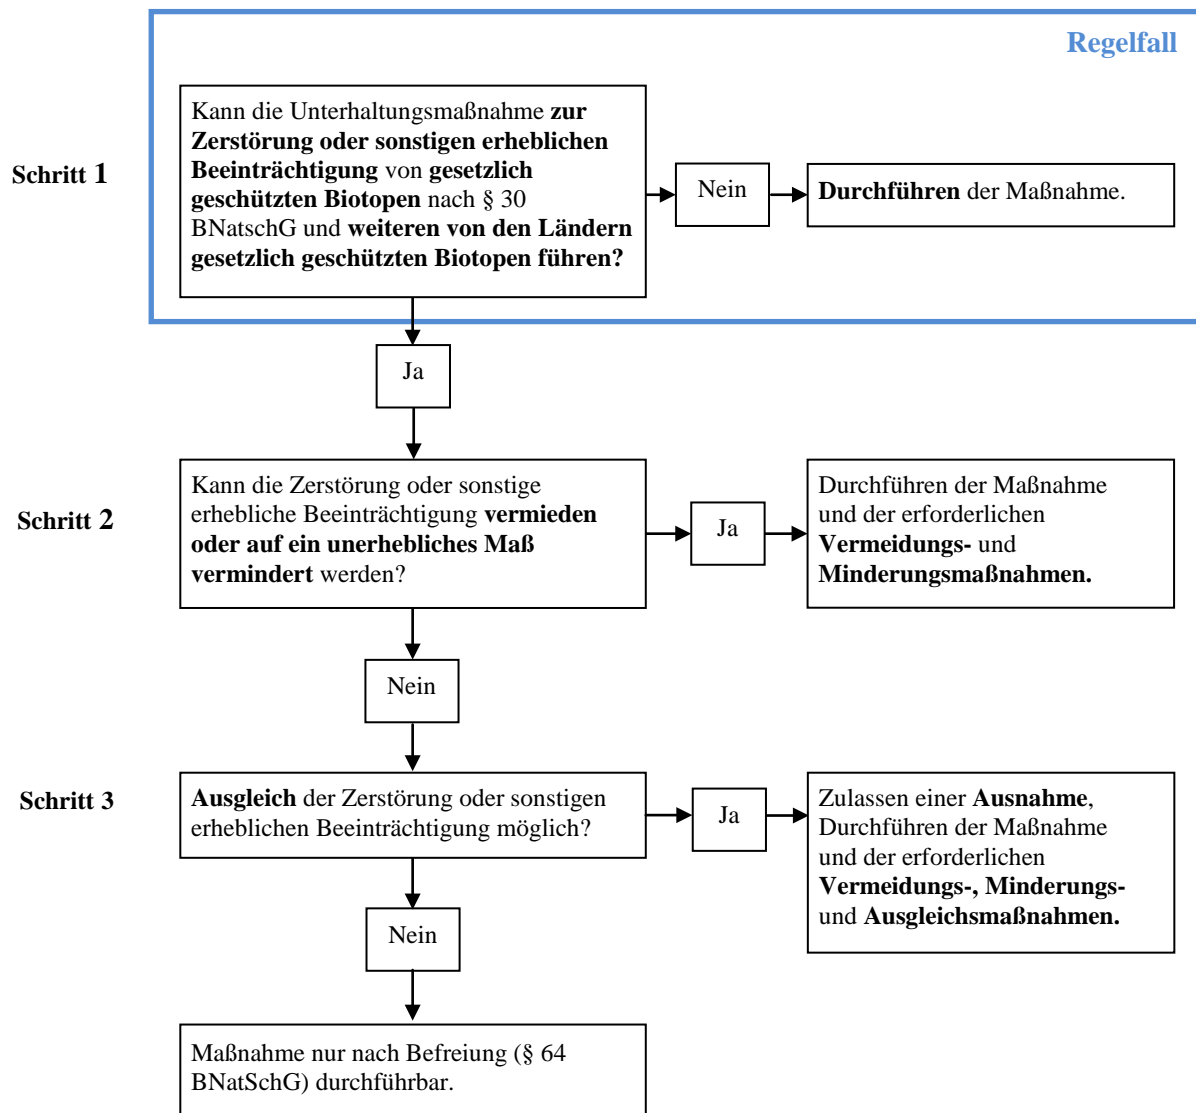 Regelfall
Schritt 1
Kann die Unterhaltungsmaßnahme zur
Zerstörung oder sonstigen erheblichen
Beeinträchtigung von gesetzlich
geschützten Biotopen nach § 30
BNatschG und weiteren von den Ländern
gesetzlich geschützten Biotopen führen?
Nein
Durchführen der Maßnahme.
Ja
Schritt 2
Kann die Zerstörung oder sonstige
erhebliche Beeinträchtigung vermieden
oder auf ein unerhebliches Maß
vermindert werden?
Ja
Durchführen der Maßnahme
und der erforderlichen
Vermeidungs- und
Minderungsmaßnahmen.
Nein
Schritt 3
Ausgleich der Zerstörung oder sonstigen
erheblichen Beeinträchtigung möglich?
Ja
Zulassen einer Ausnahme,
Durchführen der Maßnahme
und der erforderlichen
Vermeidungs-, Minderungs-
und Ausgleichsmaßnahmen.
Nein
Maßnahme nur nach Befreiung (§ 64
BNatSchG) durchführbar.